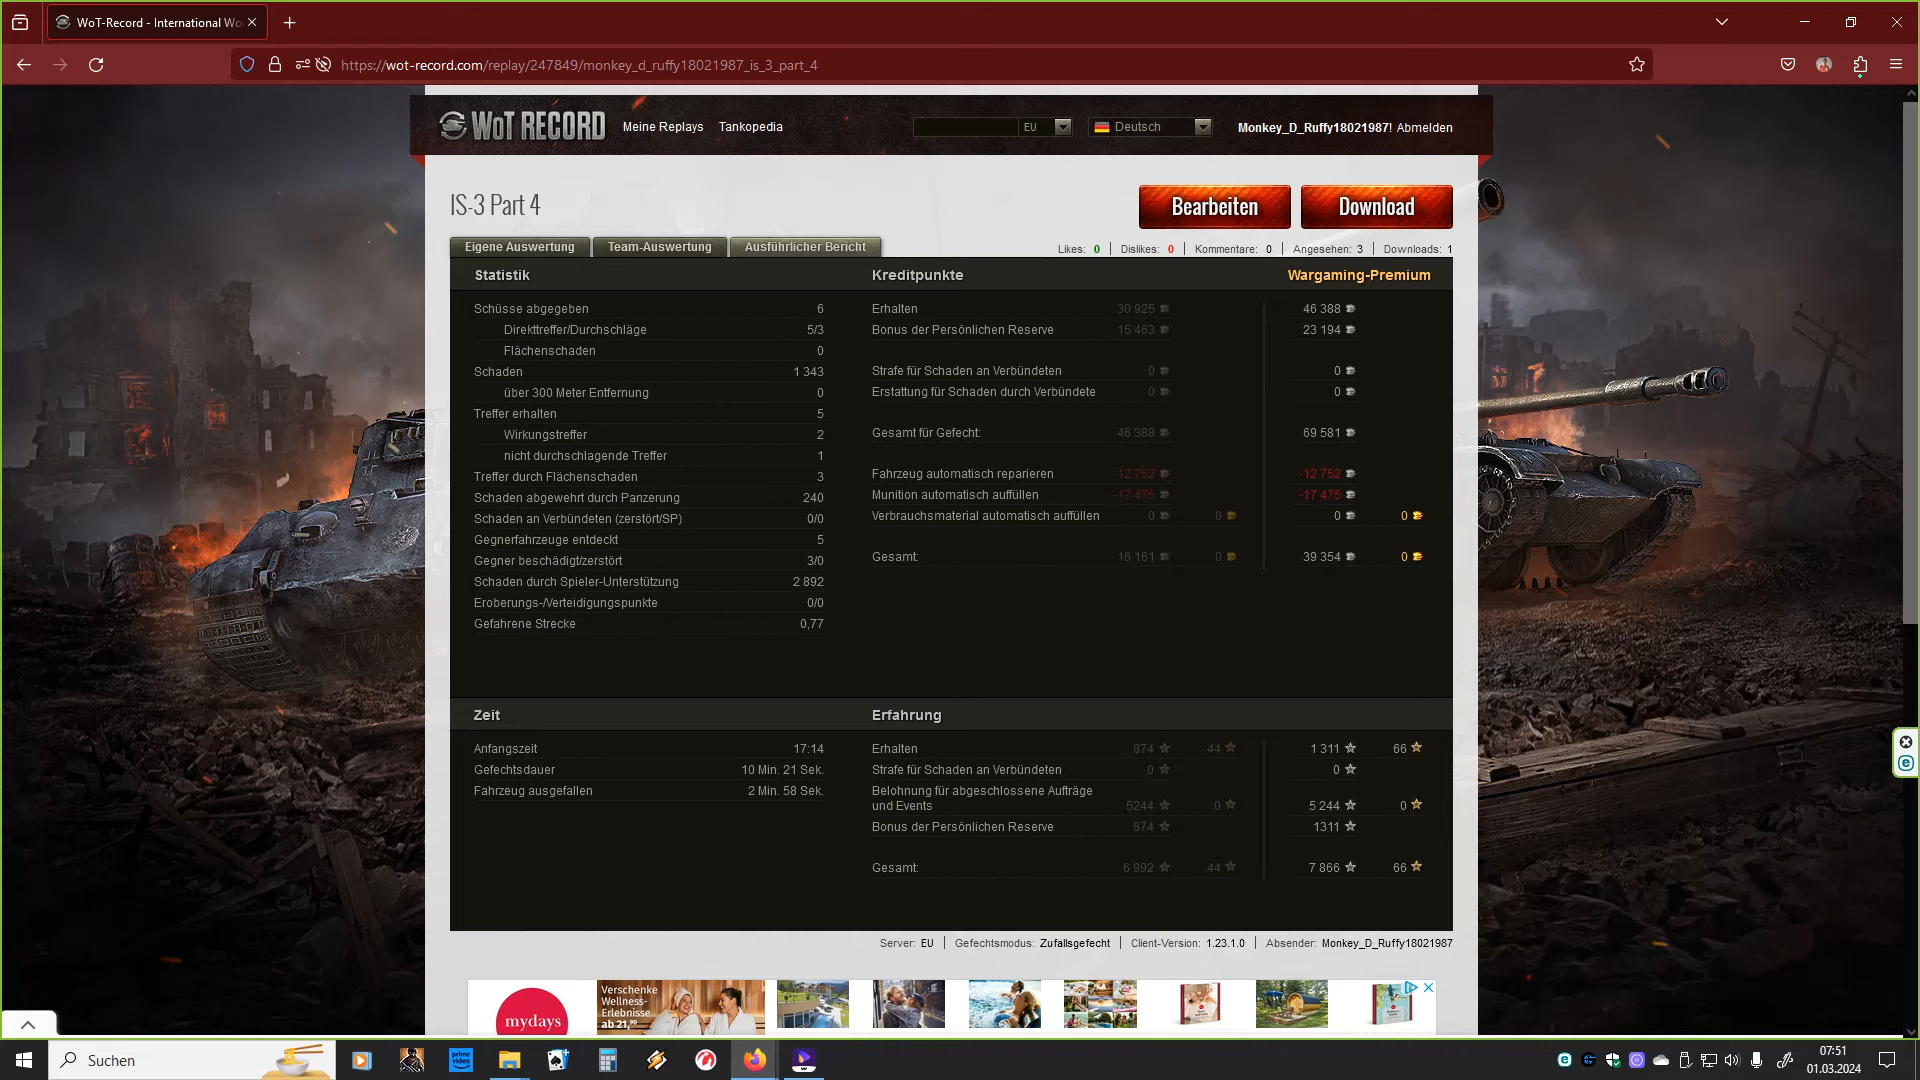 WoT-Record - International Wo
https://wot-record.com/replay/247849/monkey_d_ruffy18021987_is_3_part_4
WoT RECORD
Meine Replays
Tankopedia
EU
Deutsch
Monkey_D_Ruffy18021987! Abmelden
IS-3 Part 4
Bearbeiten
Download
Eigene Auswertung
Team-Auswertung
Ausführlicher Bericht
Likes: 0 | Dislikes: 0 | Kommentare: 0 | Angesehen: 3 | Downloads: 1
Statistik
Schüsse abgegeben 6
Direkttreffer/Durchschläge 5/3
Flächenschaden 0
Schaden 1 343
über 300 Meter Entfernung 0
Treffer erhalten 5
Wirkungstreffer 2
nicht durchschlagende Treffer 1
Treffer durch Flächenschaden 3
Schaden abgewehrt durch Panzerung 240
Schaden an Verbündeten (zerstört/SP) 0/0
Gegnerfahrzeuge entdeckt 5
Gegner beschädigt/zerstört 3/0
Schaden durch Spieler-Unterstützung 2 892
Eroberungs-/Verteidigungspunkte 0/0
Gefahrene Strecke 0,77
Kreditpunkte
Wargaming-Premium
Erhalten 30 925 46 388
Bonus der Persönlichen Reserve 15 463 23 194
Strafe für Schaden an Verbündeten 0 0
Erstattung für Schaden durch Verbündete 0 0
Gesamt für Gefecht: 46 388 69 581
Fahrzeug automatisch reparieren -12 752 -12 752
Munition automatisch auffüllen -17 475 -17 475
Verbrauchsmaterial automatisch auffüllen 0 0 0 0
Gesamt: 16 161 0 39 354 0
Zeit
Anfangszeit 17:14
Gefechtsdauer 10 Min. 21 Sek.
Fahrzeug ausgefallen 2 Min. 58 Sek.
Erfahrung
Erhalten 874 44 1 311 66
Strafe für Schaden an Verbündeten 0 0
Belohnung für abgeschlossene Aufträge
und Events 5244 0 5 244 0
Bonus der Persönlichen Reserve 874 1311
Gesamt: 6 992 44 7 866 66
Server: EU | Gefechtsmodus: Zufallsgefecht | Client-Version: 1.23.1.0 | Absender: Monkey_D_Ruffy18021987
mydays
Verschenke
Wellness-
Erlebnisse
ab 21,90
Suchen
prime video
07:51
01.03.2024